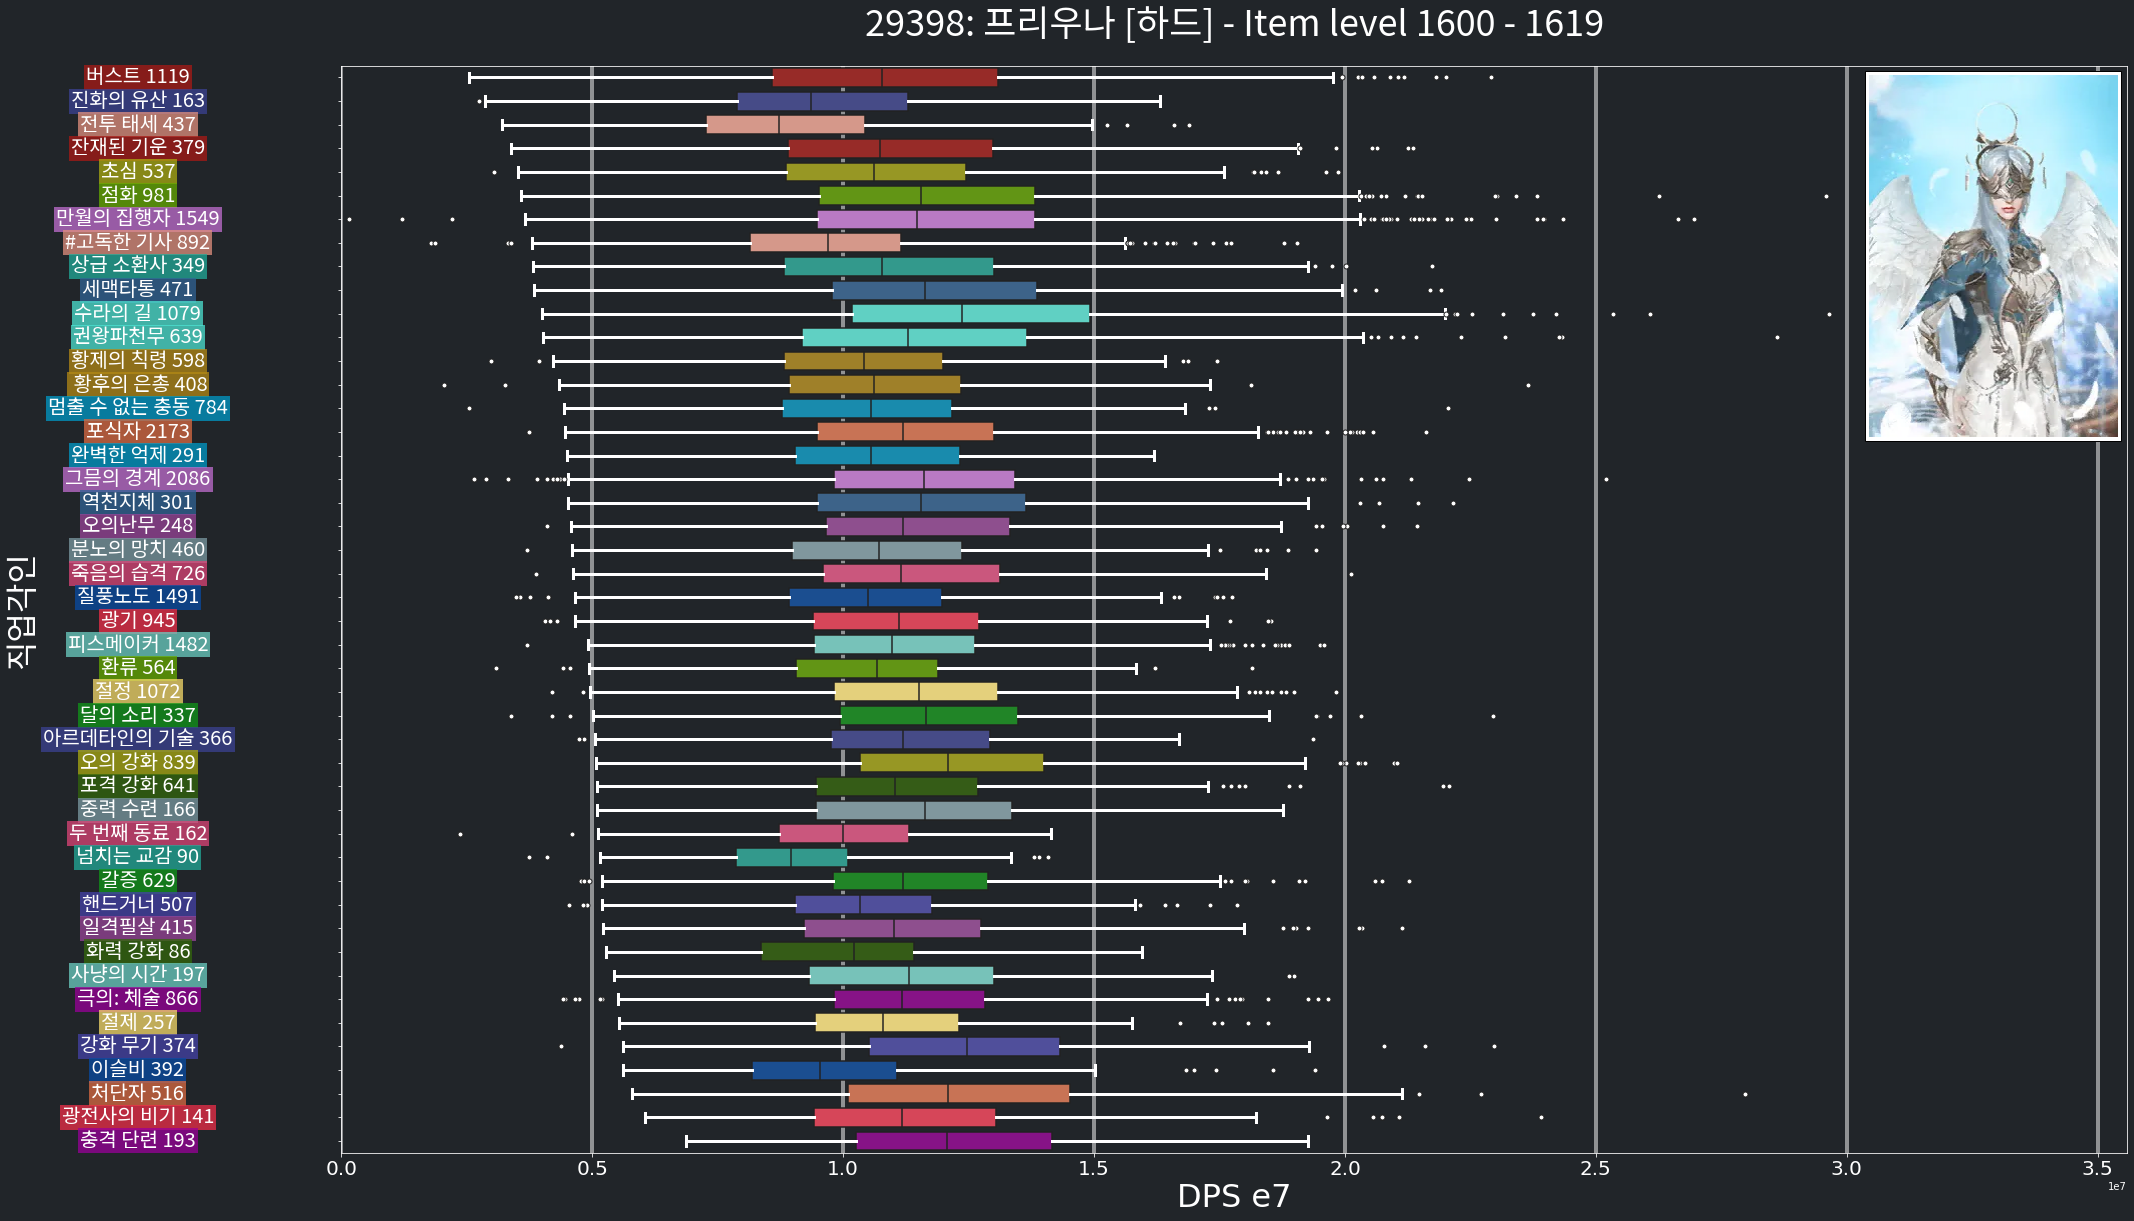 29398: 프리우나 [하드] - Item level 1600 - 1619
직업각인
버스트 1119
진화의 유산 163
전투 태세 437
잔재된 기운 379
초심 537
점화 981
만월의 집행자 1549
#고독한 기사 892
상급 소환사 349
세맥타통 471
수라의 길 1079
권왕파천무 639
황제의 칙령 598
황후의 은총 408
멈출 수 없는 충동 784
포식자 2173
완벽한 억제 291
그믐의 경계 2086
역천지체 301
오의난무 248
분노의 망치 460
죽음의 습격 726
질풍노도 1491
광기 945
피스메이커 1482
환류 564
절정 1072
달의 소리 337
아르데타인의 기술 366
오의 강화 839
포격 강화 641
중력 수련 166
두 번째 동료 162
넘치는 교감 90
갈증 629
핸드거너 507
일격필살 415
화력 강화 86
사냥의 시간 197
극의: 체술 866
절제 257
강화 무기 374
이슬비 392
처단자 516
광전사의 비기 141
충격 단련 193
0.0 0.5 1.0 1.5 2.0 2.5 3.0 3.5
1e7
DPS e7